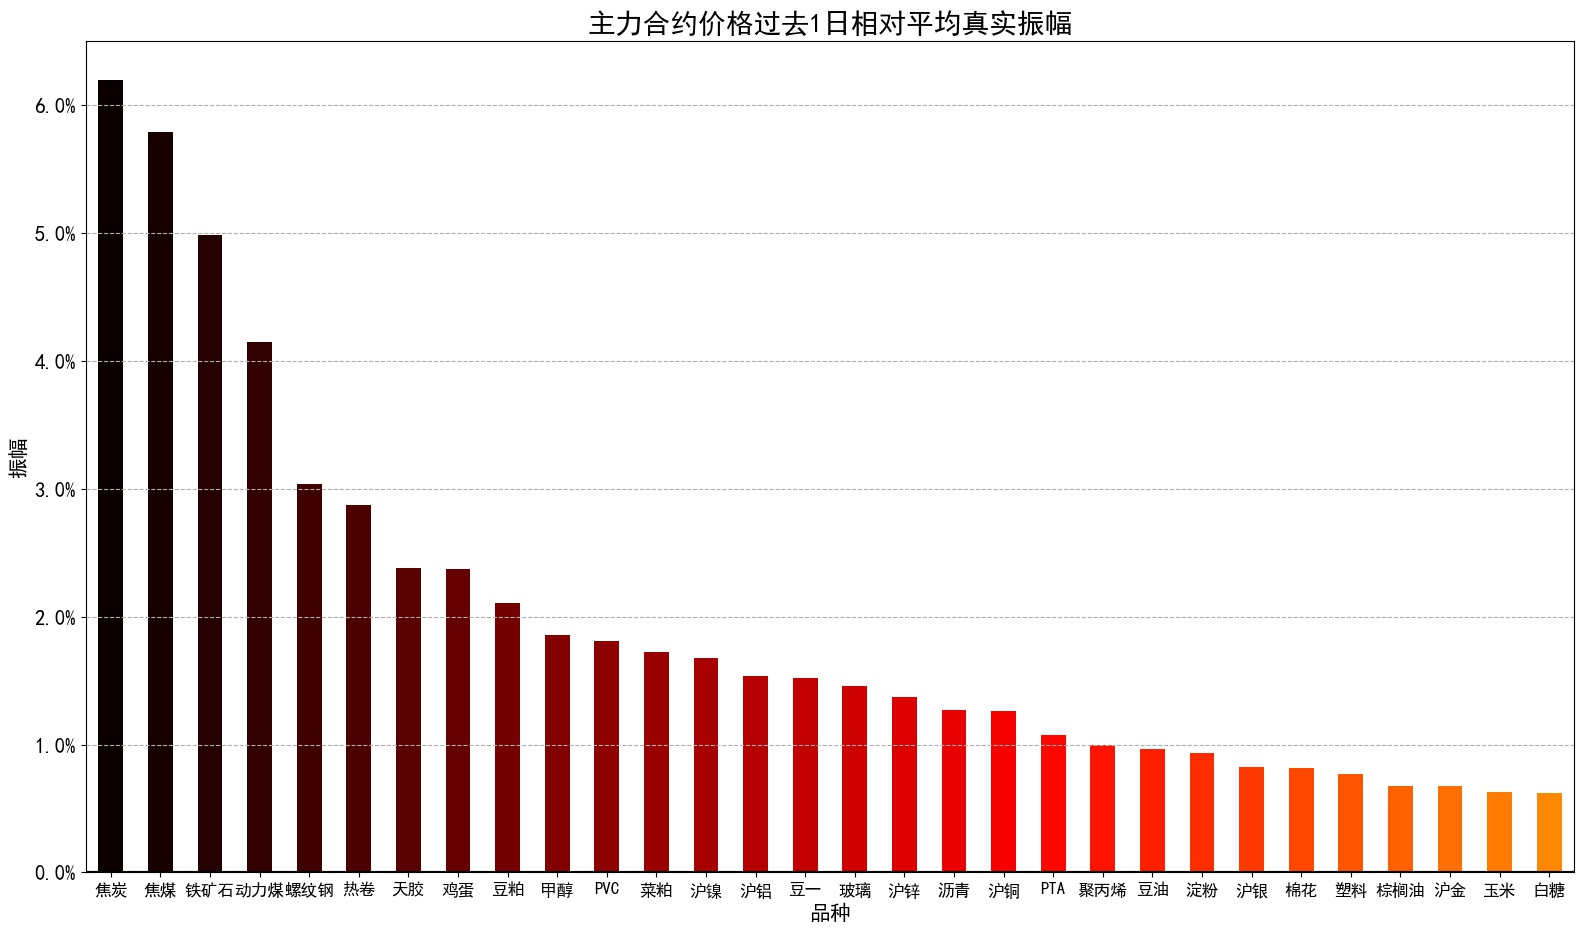 主力合约价格过去1日相对平均真实振幅
振幅
6.0%
5.0%
4.0%
3.0%
2.0%
1.0%
0.0%
焦炭 焦煤 铁矿石 动力煤 螺纹钢 热卷 天胶 鸡蛋 豆粕 甲醇 PVC 菜粕 沪镍 沪铝 豆一 玻璃 沪锌 沥青 沪铜 PTA 聚丙烯 豆油 淀粉 沪银 棉花 塑料 棕榈油 沪金 玉米 白糖
品种